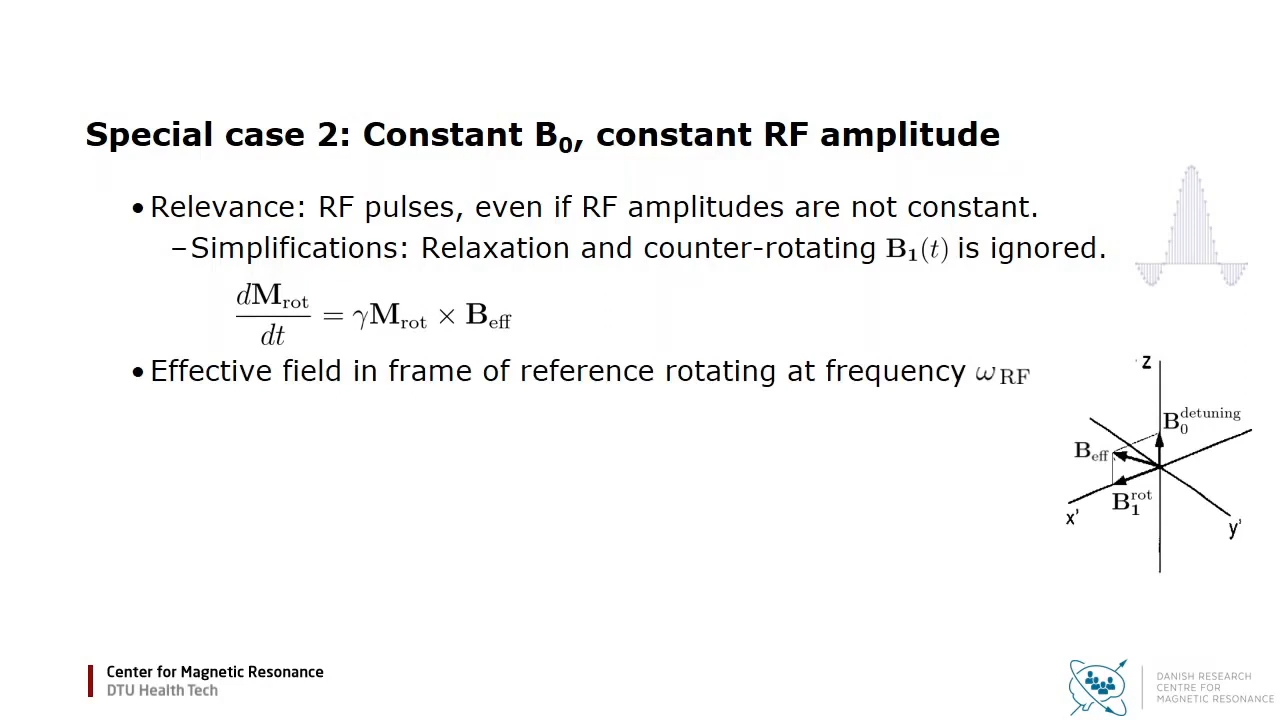 Special case 2: Constant B₀, constant RF amplitude
• Relevance: RF pulses, even if RF amplitudes are not constant.
–Simplifications: Relaxation and counter-rotating B₁(t) is ignored.
dM_rot/dt = γM_rot × B_eff
• Effective field in frame of reference rotating at frequency ω_RF
z
B₀^detuning
B_eff
B₁^rot
x'
y'
Center for Magnetic Resonance
DTU Health Tech
DANISH RESEARCH
CENTRE FOR
MAGNETIC RESONANCE